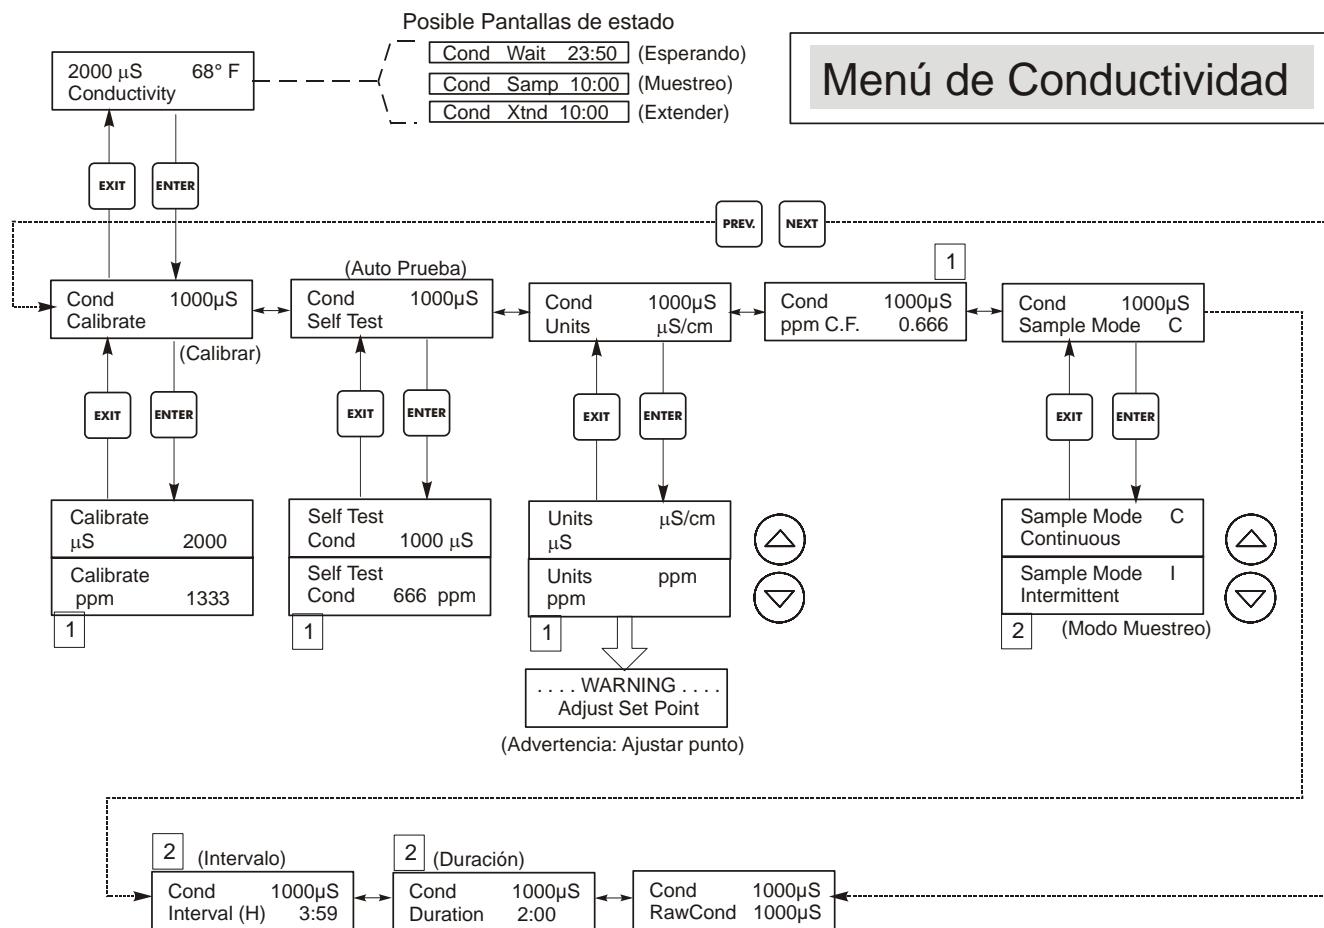 Posible Pantallas de estado
Cond Wait 23:50 (Esperando)
Cond Samp 10:00 (Muestreo)
Cond Xtnd 10:00 (Extender)
Menú de Conductividad
2000 µS 68° F
Conductivity
EXIT
ENTER
PREV.
NEXT
Cond 1000µS
Calibrate
(Calibrar)
(Auto Prueba)
Cond 1000µS
Self Test
Cond 1000µS
Units µS/cm
1
Cond 1000µS
ppm C.F. 0.666
Cond 1000µS
Sample Mode C
EXIT
ENTER
EXIT
ENTER
EXIT
ENTER
EXIT
ENTER
Calibrate
µS 2000
Calibrate
ppm 1333
1
Self Test
Cond 1000 µS
Self Test
Cond 666 ppm
1
Units µS/cm
µS
Units ppm
ppm
1
. . . . WARNING . . . .
Adjust Set Point
(Advertencia: Ajustar punto)
Sample Mode C
Continuous
Sample Mode I
Intermittent
2
(Modo Muestreo)
2 (Intervalo)
Cond 1000µS
Interval (H) 3:59
2 (Duración)
Cond 1000µS
Duration 2:00
Cond 1000µS
RawCond 1000µS